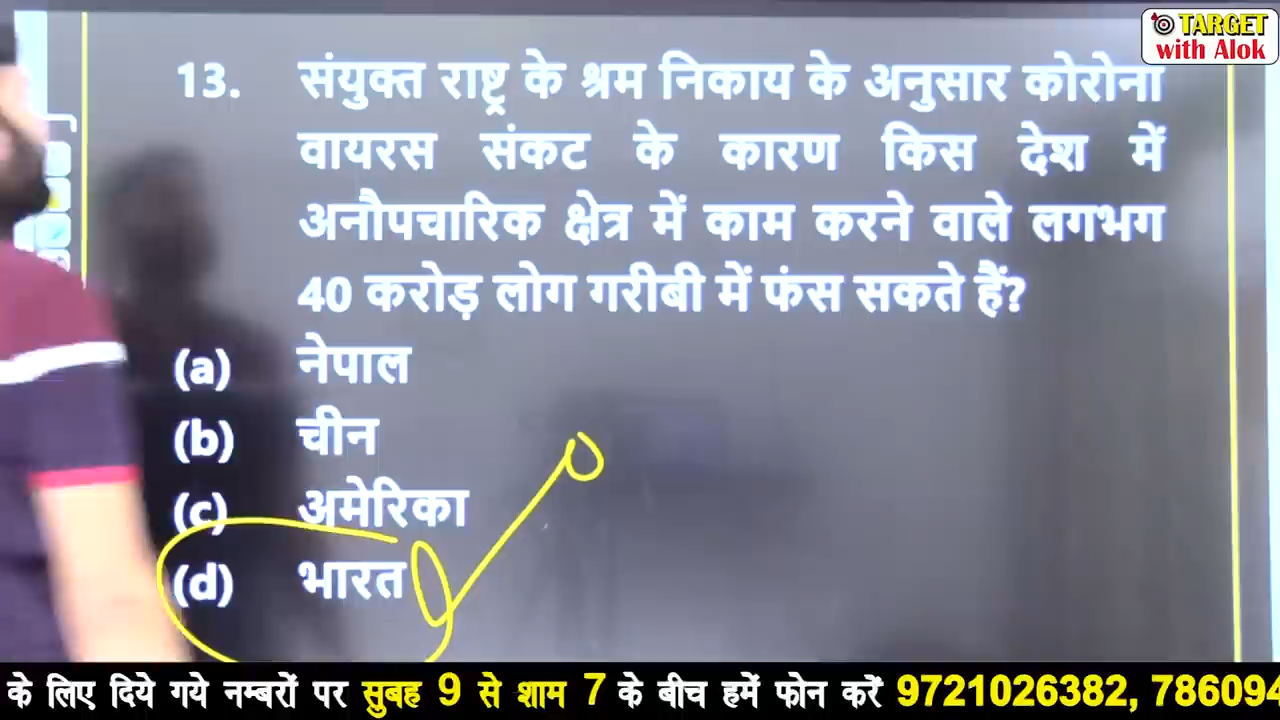 TARGET
with Alok
13. संयुक्त राष्ट्र के श्रम निकाय के अनुसार कोरोना
वायरस संकट के कारण किस देश में
अनौपचारिक क्षेत्र में काम करने वाले लगभग
40 करोड़ लोग गरीबी में फंस सकते हैं?
(a) नेपाल
(b) चीन
(c) अमेरिका
(d) भारत
के लिए दिये गये नम्बरों पर सुबह 9 से शाम 7 के बीच हमें फोन करें 9721026382, 786094